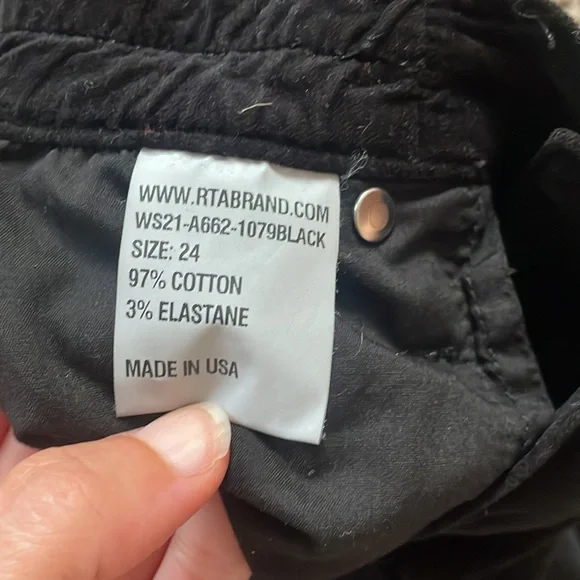 WWW.RTABRAND.COM
WS21-A662-1079BLACK
SIZE: 24
97% COTTON
3% ELASTANE
MADE IN USA